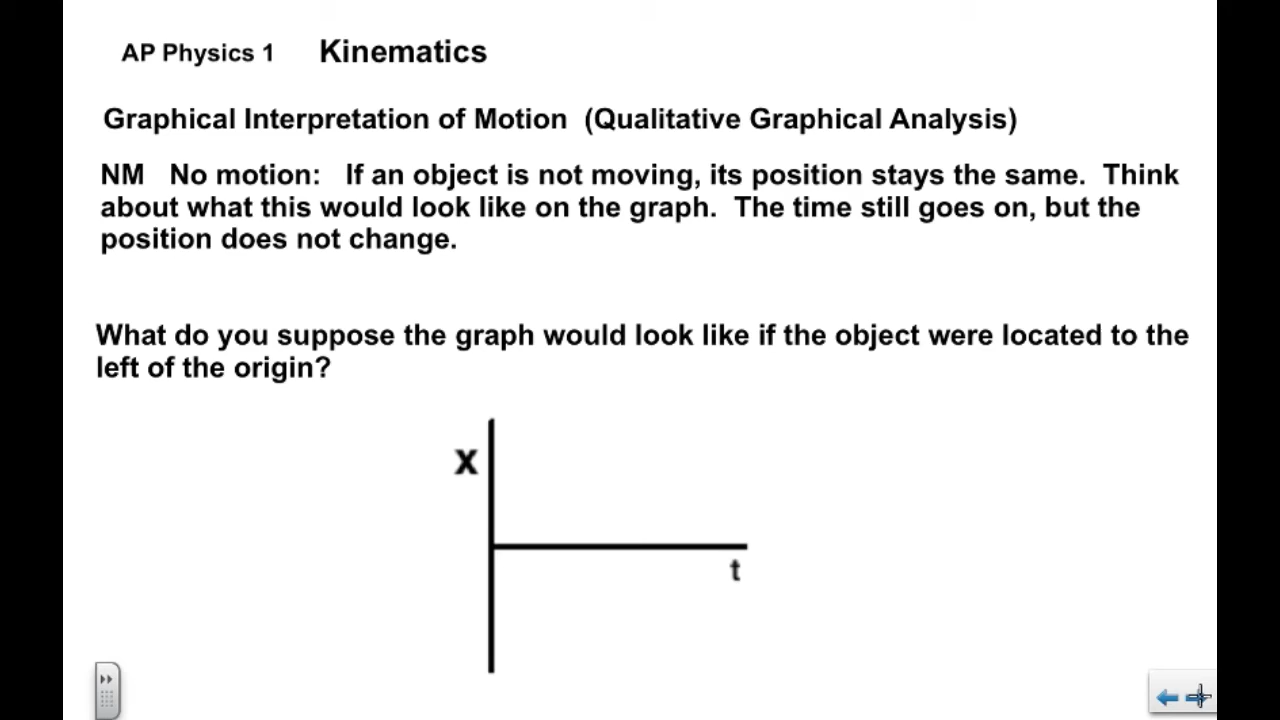 AP Physics 1 Kinematics
Graphical Interpretation of Motion (Qualitative Graphical Analysis)
NM No motion: If an object is not moving, its position stays the same. Think
about what this would look like on the graph. The time still goes on, but the
position does not change.
What do you suppose the graph would look like if the object were located to the
left of the origin?
x
t